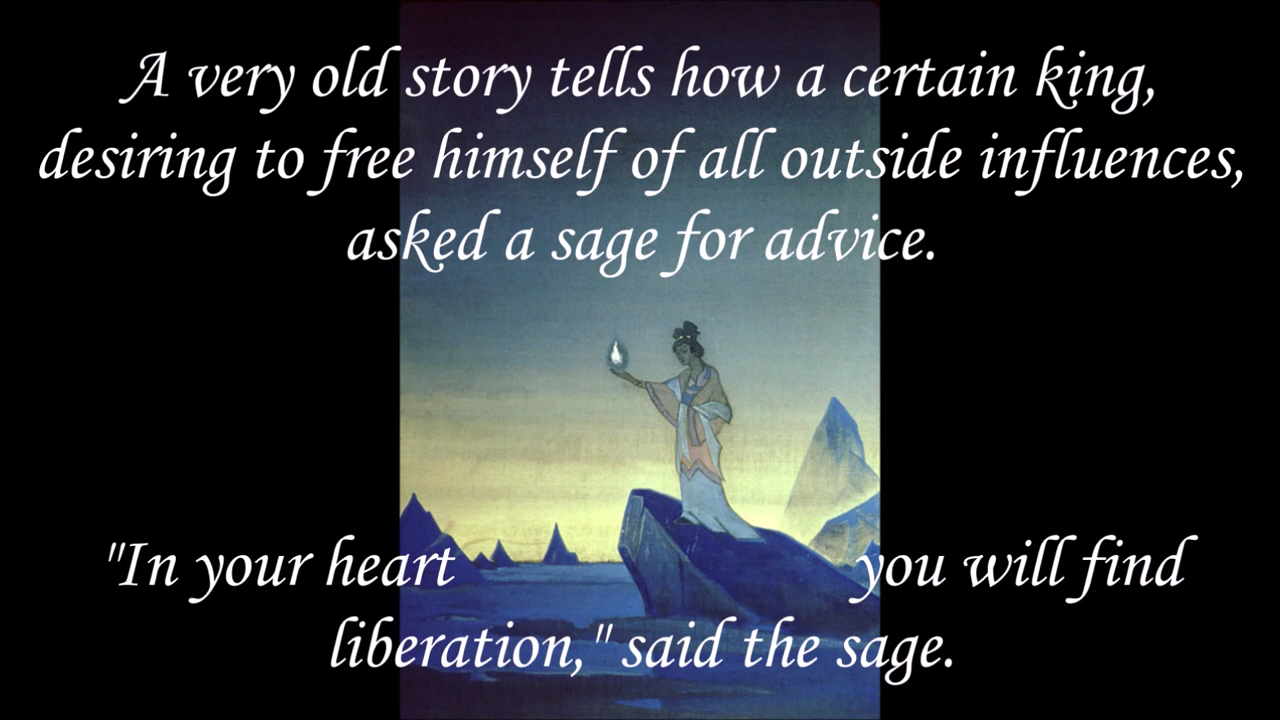 A very old story tells how a certain king,
desiring to free himself of all outside influences,
asked a sage for advice.
"In your heart you will find
liberation," said the sage.